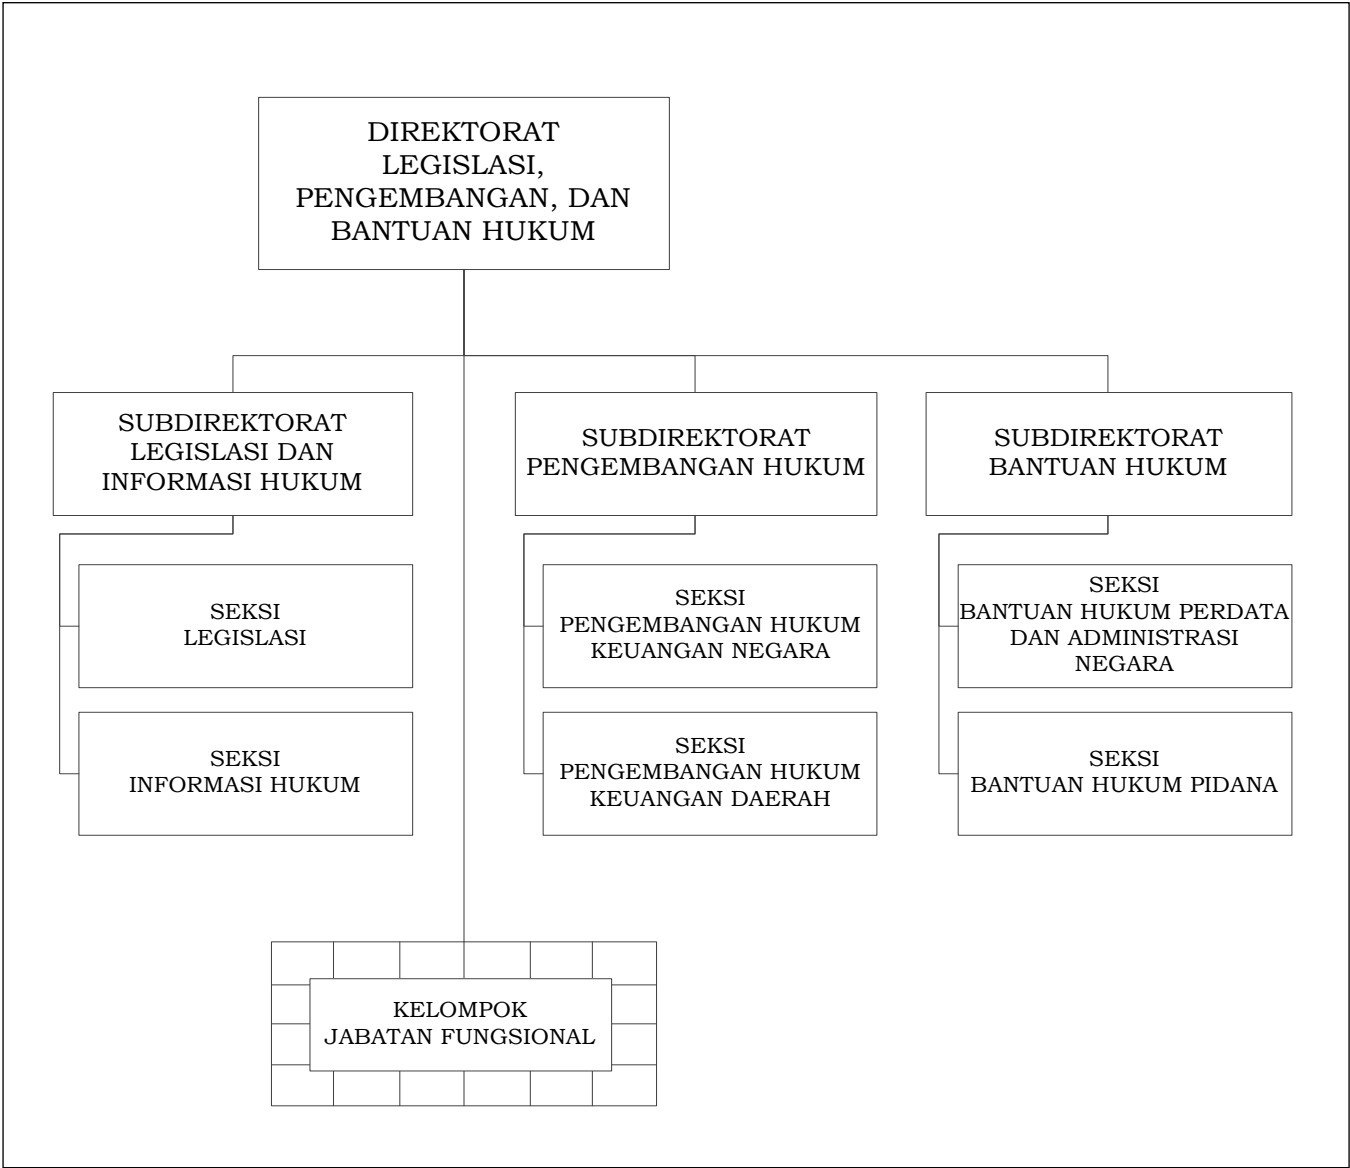 DIREKTORAT
LEGISLASI,
PENGEMBANGAN, DAN
BANTUAN HUKUM
SUBDIREKTORAT
LEGISLASI DAN
INFORMASI HUKUM
SUBDIREKTORAT
PENGEMBANGAN HUKUM
SUBDIREKTORAT
BANTUAN HUKUM
SEKSI
LEGISLASI
SEKSI
PENGEMBANGAN HUKUM
KEUANGAN NEGARA
SEKSI
BANTUAN HUKUM PERDATA
DAN ADMINISTRASI
NEGARA
SEKSI
INFORMASI HUKUM
SEKSI
PENGEMBANGAN HUKUM
KEUANGAN DAERAH
SEKSI
BANTUAN HUKUM PIDANA
KELOMPOK
JABATAN FUNGSIONAL